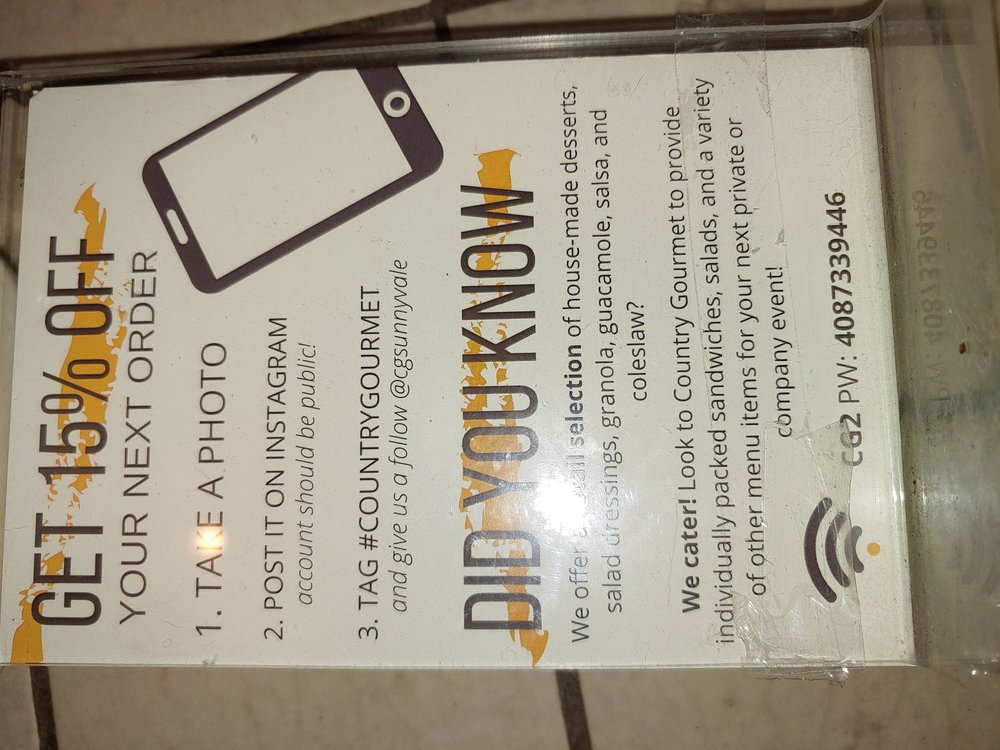 GET 15% OFF
YOUR NEXT ORDER
1. TAKE A PHOTO
2. POST IT ON INSTAGRAM
account should be public!
3. TAG #COUNTRYGOURMET
and give us a follow @cgsunnyvale
DID YOU KNOW
We offer selection of house-made desserts,
salad dressings, granola, guacamole, salsa, and
coleslaw?
We cater! Look to Country Gourmet to provide
individually packed sandwiches, salads, and a variety
of other menu items for your next private or
company event!
CG2 PW: 4087339446